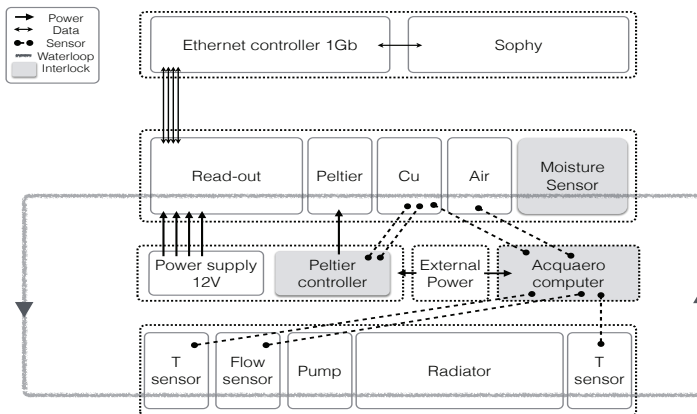 Power
Data
Sensor
Waterloop
Interlock
Ethernet controller 1Gb
Sophy
Read-out
Peltier
Cu
Air
Moisture
Sensor
Power supply
12V
Peltier
controller
External
Power
Acquaero
computer
T
sensor
Flow
sensor
Pump
Radiator
T
sensor